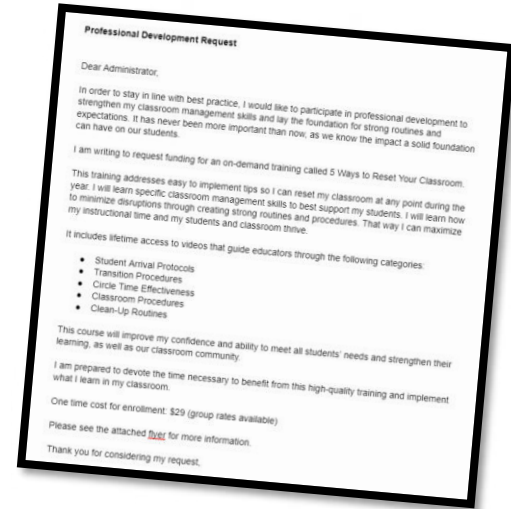 Professional Development Request
Dear Administrator,
In order to stay in line with best practice, I would like to participate in professional development to
strengthen my classroom management skills and lay the foundation for strong routines and
expectations. It has never been more important than now, as we know the impact a solid foundation
can have on our students.
I am writing to request funding for an on-demand training called 5 Ways to Reset Your Classroom.
This training addresses easy to implement tips so I can reset my classroom at any point during the
year. I will learn specific classroom management skills to best support my students. I will learn how
to minimize disruptions through creating strong routines and procedures. That way I can maximize
my instructional time and my students and classroom thrive.
It includes lifetime access to videos that guide educators through the following categories:
● Student Arrival Protocols
● Transition Procedures
● Circle Time Effectiveness
● Classroom Procedures
● Clean-Up Routines
This course will improve my confidence and ability to meet all students' needs and strengthen their
learning, as well as our classroom community.
I am prepared to devote the time necessary to benefit from this high-quality training and implement
what I learn in my classroom.
One time cost for enrollment: $29 (group rates available)
Please see the attached flyer for more information.
Thank you for considering my request,